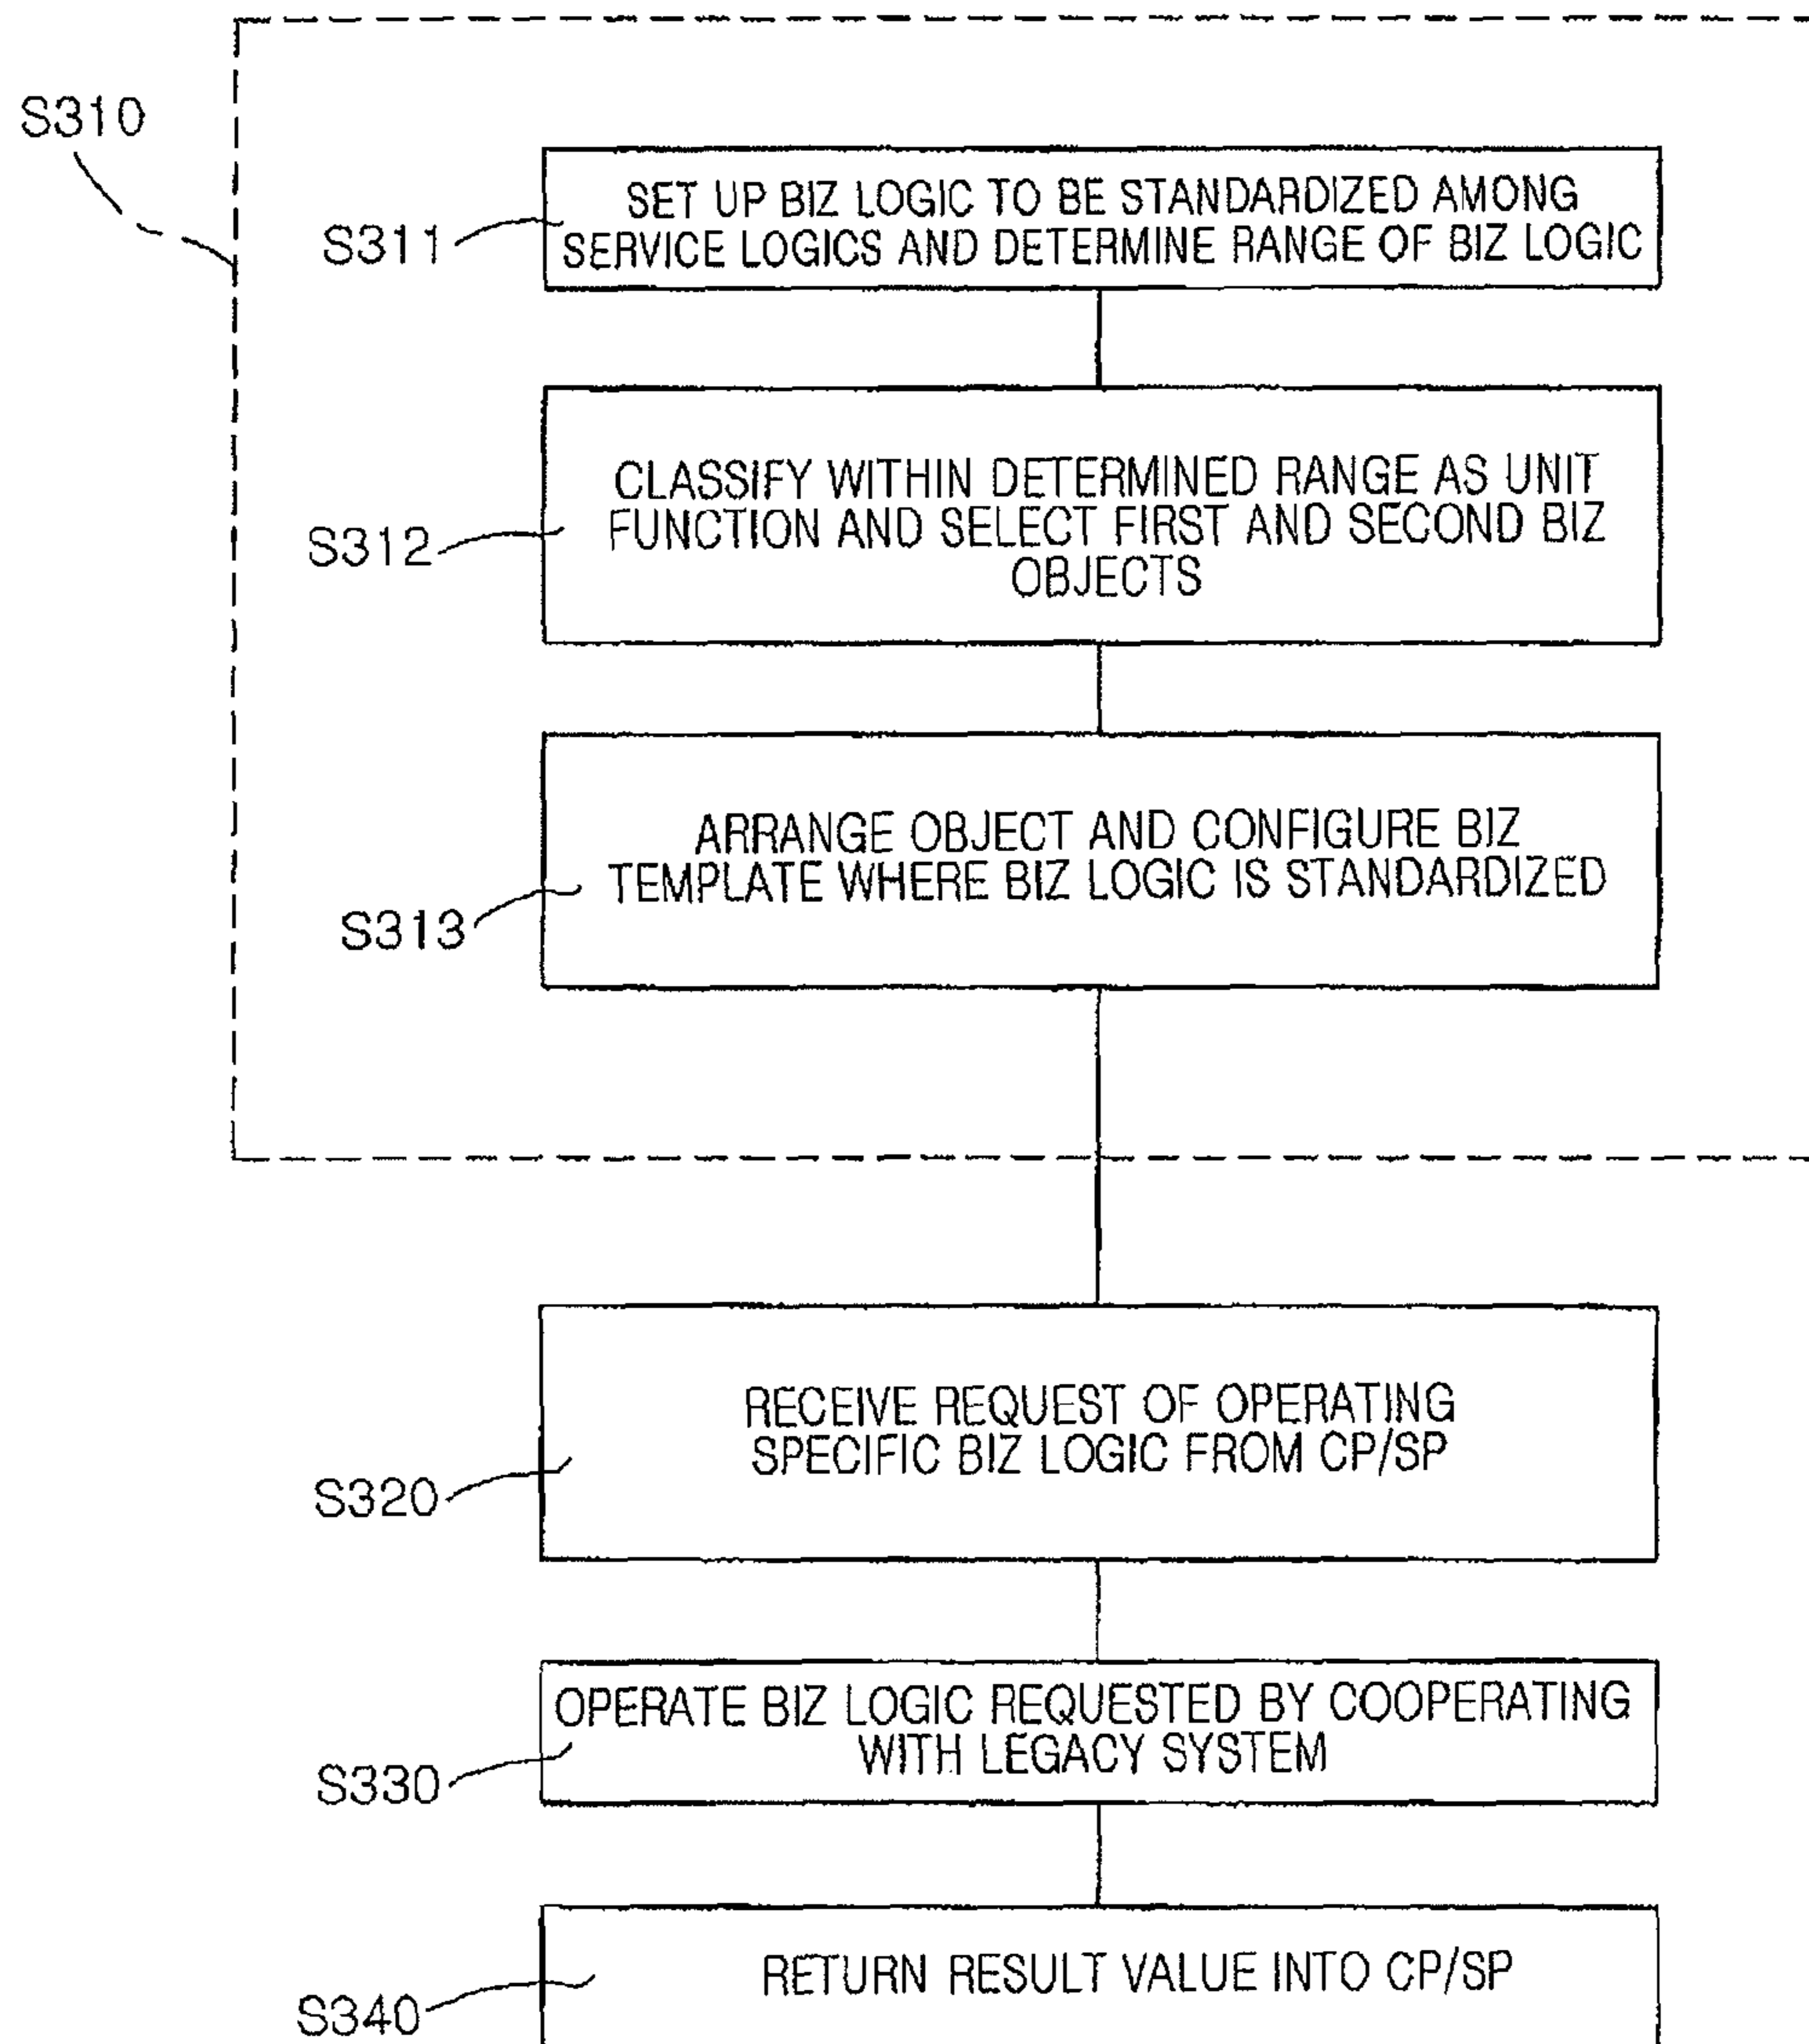 S310
S311
SET UP BIZ LOGIC TO BE STANDARDIZED AMONG
SERVICE LOGICS AND DETERMINE RANGE OF BIZ LOGIC
S312
CLASSIFY WITHIN DETERMINED RANGE AS UNIT
FUNCTION AND SELECT FIRST AND SECOND BIZ
OBJECTS
S313
ARRANGE OBJECT AND CONFIGURE BIZ
TEMPLATE WHERE BIZ LOGIC IS STANDARDIZED
S320
RECEIVE REQUEST OF OPERATING
SPECIFIC BIZ LOGIC FROM CP/SP
S330
OPERATE BIZ LOGIC REQUESTED BY COOPERATING
WITH LEGACY SYSTEM
S340
RETURN RESULT VALUE INTO CP/SP